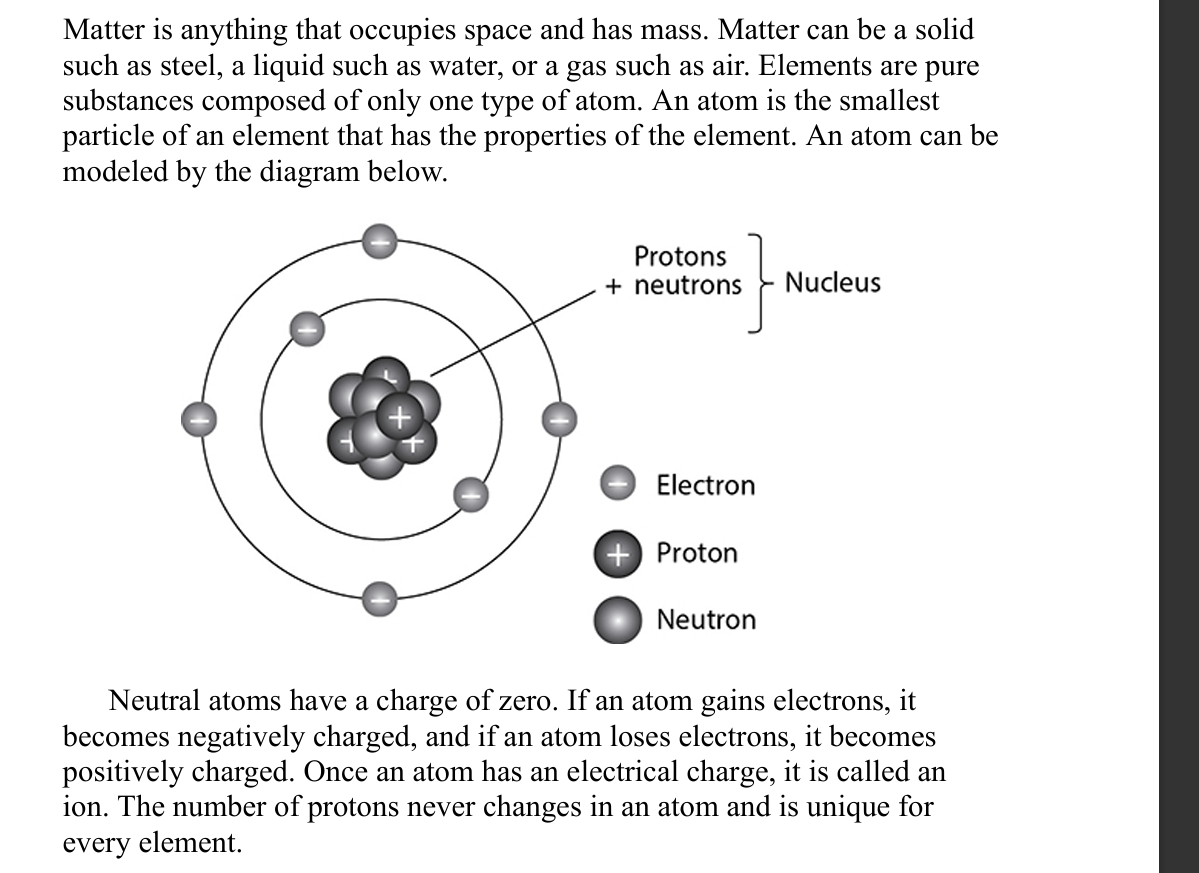 Matter is anything that occupies space and has mass. Matter can be a solid
such as steel, a liquid such as water, or a gas such as air. Elements are pure
substances composed of only one type of atom. An atom is the smallest
particle of an element that has the properties of the element. An atom can be
modeled by the diagram below.
Protons
+ neutrons
Nucleus
Electron
Proton
Neutron
Neutral atoms have a charge of zero. If an atom gains electrons, it
becomes negatively charged, and if an atom loses electrons, it becomes
positively charged. Once an atom has an electrical charge, it is called an
ion. The number of protons never changes in an atom and is unique for
every element.